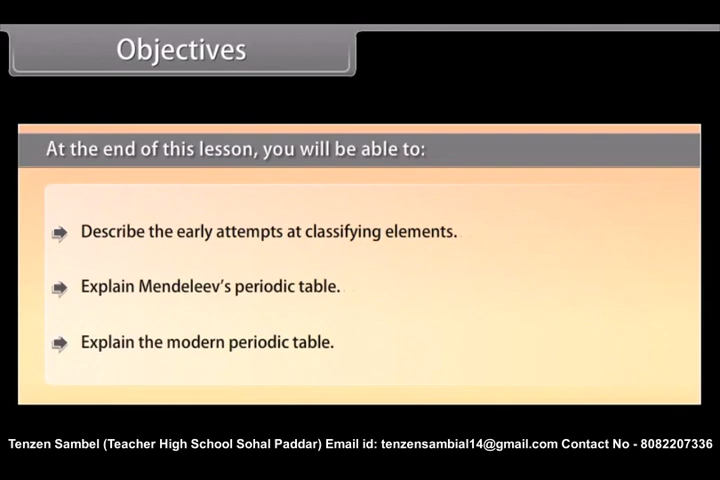 Objectives
At the end of this lesson, you will be able to:
Describe the early attempts at classifying elements.
Explain Mendeleev's periodic table.
Explain the modern periodic table.
Tenzen Sambel (Teacher High School Sohal Paddar) Email id: tenzensambial14@gmail.com Contact No - 8082207336